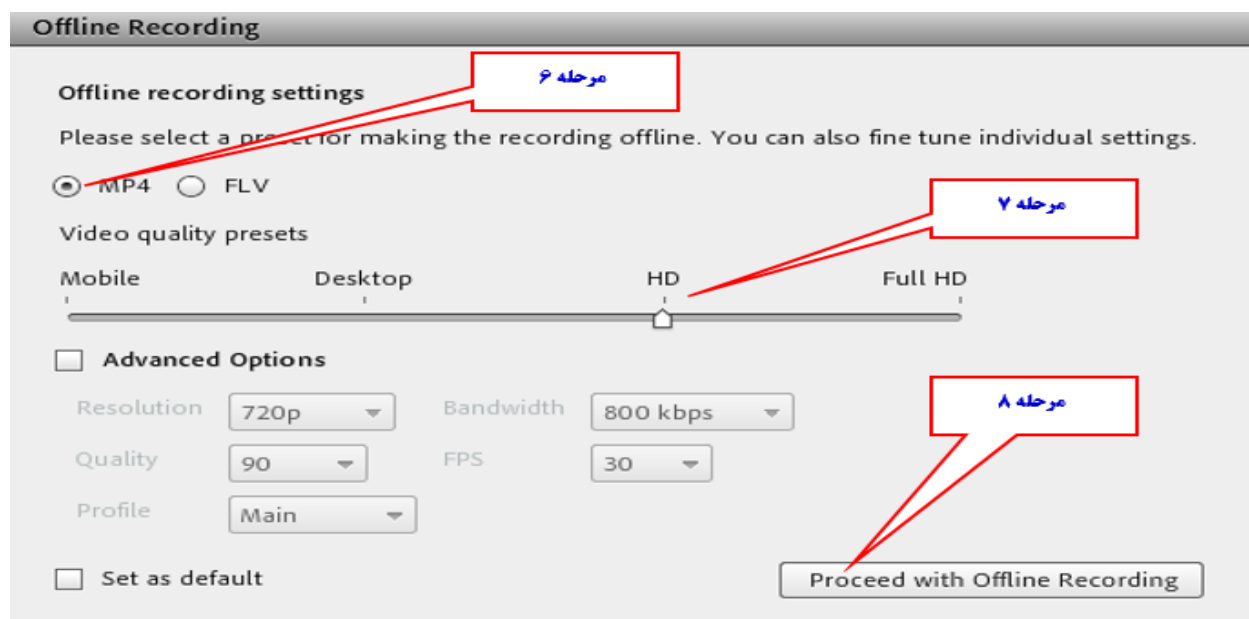 Offline Recording
مرحله ۶
Offline recording settings
Please select a preset for making the recording offline. You can also fine tune individual settings.
MP4 FLV
مرحله ۷
Video quality presets
Mobile Desktop HD Full HD
Advanced Options
مرحله ۸
Resolution 720p Bandwidth 800 kbps
Quality 90 FPS 30
Profile Main
Set as default
Proceed with Offline Recording